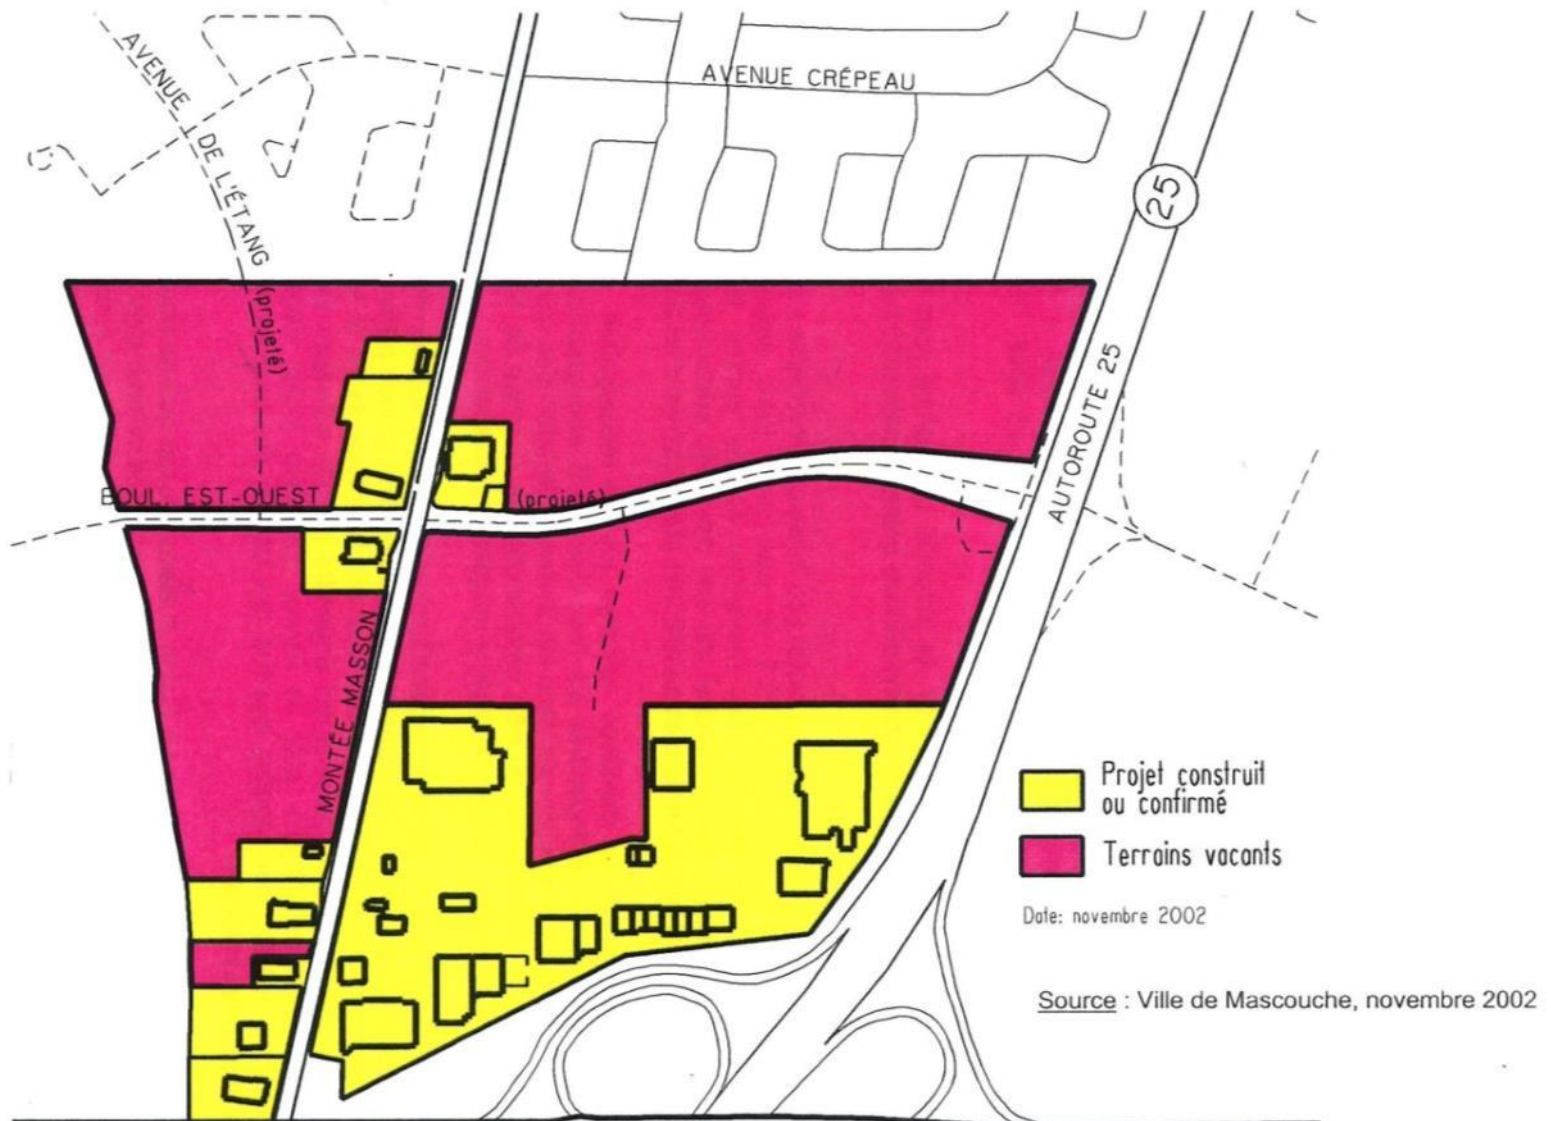 AVENUE DE L'ÉTANG (projeté)
AVENUE CRÉPEAU
25
AUTOROUTE 25
BOUL. EST-OUEST (projeté)
MONTÉE MASSON
Projet construit
ou confirmé
Terrains vacants
Date: novembre 2002
Source : Ville de Mascouche, novembre 2002